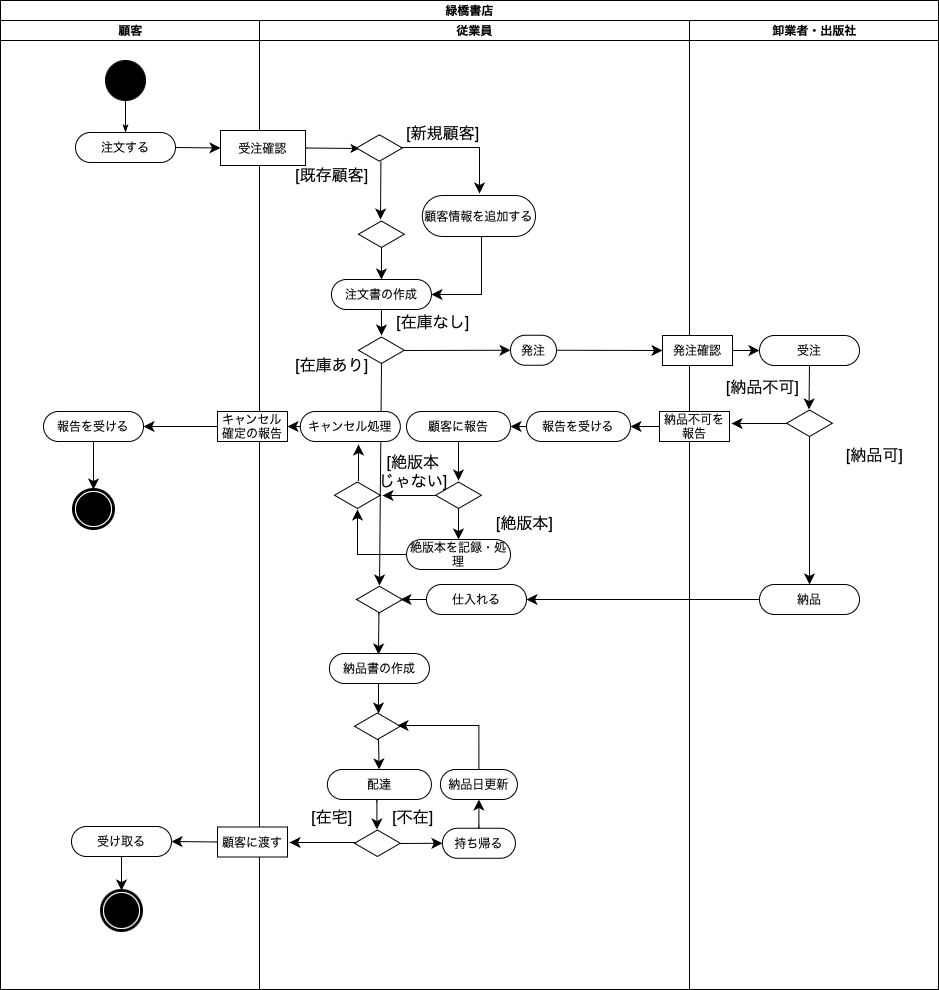 緑橋書店
顧客
従業員
卸業者・出版社
[新規顧客]
注文する
受注確認
[既存顧客]
顧客情報を追加する
注文書の作成
[在庫なし]
[在庫あり]
発注
発注確認
受注
[納品不可]
報告を受ける
キャンセル
確定の報告
キャンセル処理
顧客に報告
報告を受ける
納品不可を
報告
[納品可]
[絶版本
じゃない]
[絶版本]
絶版本を記録・処
理
仕入れる
納品
納品書の作成
配達
納品日更新
[在宅]
[不在]
受け取る
顧客に渡す
持ち帰る